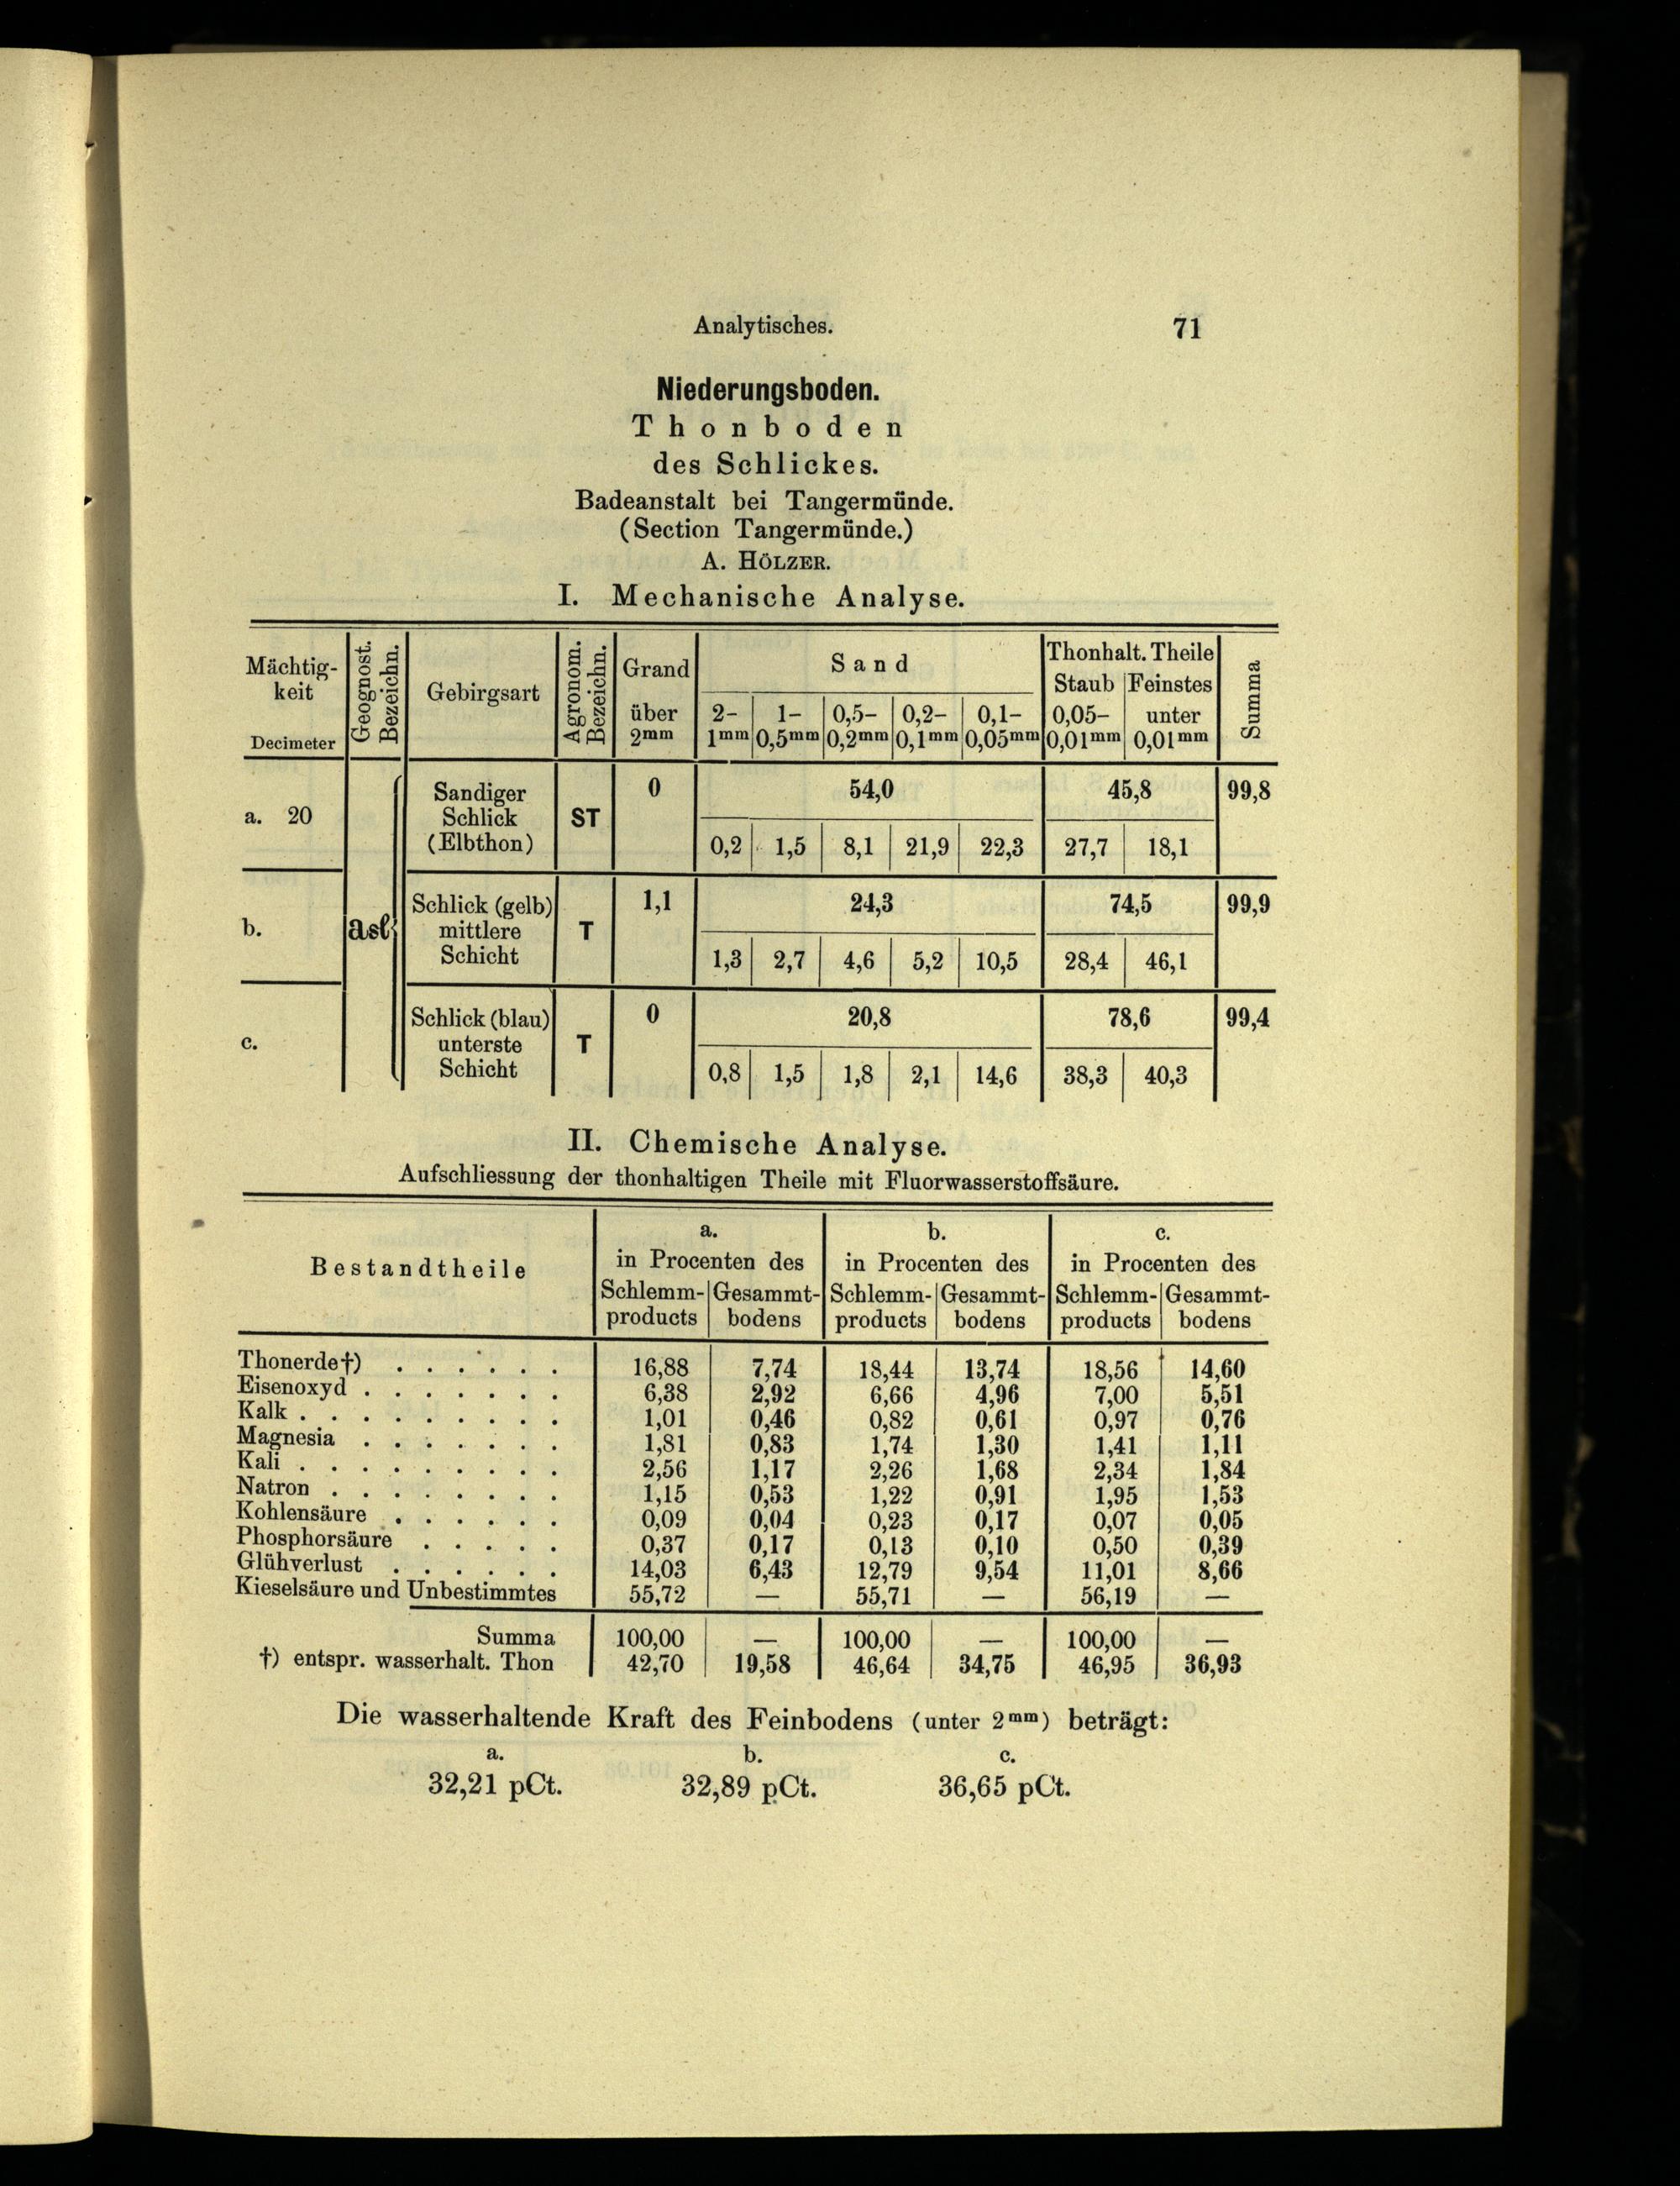 Analytisches. 71
Niederungsboden.
Thonboden
des Schlickes.
Badeanstalt bei Tangermünde.
(Section Tangermünde.)
A. HÖLZER.
I. Mechanische Analyse.
Mächtig-
keit
Decimeter
Geognost.
Bezeichn.
Gebirgsart
Agronom.
Bezeichn.
Grand
über
2mm
Sand
2- 1- 0,5- 0,2- 0,1-
1mm 0,5mm 0,2mm 0,1mm 0,05mm
Thonhalt. Theile
Staub Feinstes
0,05- unter
0,01mm 0,01mm
Summa
a. 20
asl
Sandiger
Schlick
(Elbthon)
ST
0 54,0 45,8 99,8
0,2 1,5 8,1 21,9 22,3 27,7 18,1
b.
Schlick (gelb)
mittlere
Schicht
T
1,1 24,3 74,5 99,9
1,3 2,7 4,6 5,2 10,5 28,4 46,1
c.
Schlick (blau)
unterste
Schicht
T
0 20,8 78,6 99,4
0,8 1,5 1,8 2,1 14,6 38,3 40,3
II. Chemische Analyse.
Aufschliessung der thonhaltigen Theile mit Fluorwasserstoffsäure.
Bestandtheile
a. b. c.
in Procenten des in Procenten des in Procenten des
Schlemm- Gesammt- Schlemm- Gesammt- Schlemm- Gesammt-
products bodens products bodens products bodens
Thonerde†) . . . . . . 16,88 7,74 18,44 13,74 18,56 14,60
Eisenoxyd . . . . . . . 6,38 2,92 6,66 4,96 7,00 5,51
Kalk . . . . . . . . . 1,01 0,46 0,82 0,61 0,97 0,76
Magnesia . . . . . . . 1,81 0,83 1,74 1,30 1,41 1,11
Kali . . . . . . . . . 2,56 1,17 2,26 1,68 2,34 1,84
Natron . . . . . . . . 1,15 0,53 1,22 0,91 1,95 1,53
Kohlensäure . . . . . . 0,09 0,04 0,23 0,17 0,07 0,05
Phosphorsäure . . . . . 0,37 0,17 0,13 0,10 0,50 0,39
Glühverlust . . . . . . 14,03 6,43 12,79 9,54 11,01 8,66
Kieselsäure und Unbestimmtes 55,72 — 55,71 — 56,19 —
Summa 100,00 — 100,00 — 100,00 —
†) entspr. wasserhalt. Thon 42,70 19,58 46,64 34,75 46,95 36,93
Die wasserhaltende Kraft des Feinbodens (unter 2mm) beträgt:
a. b. c.
32,21 pCt. 32,89 pCt. 36,65 pCt.